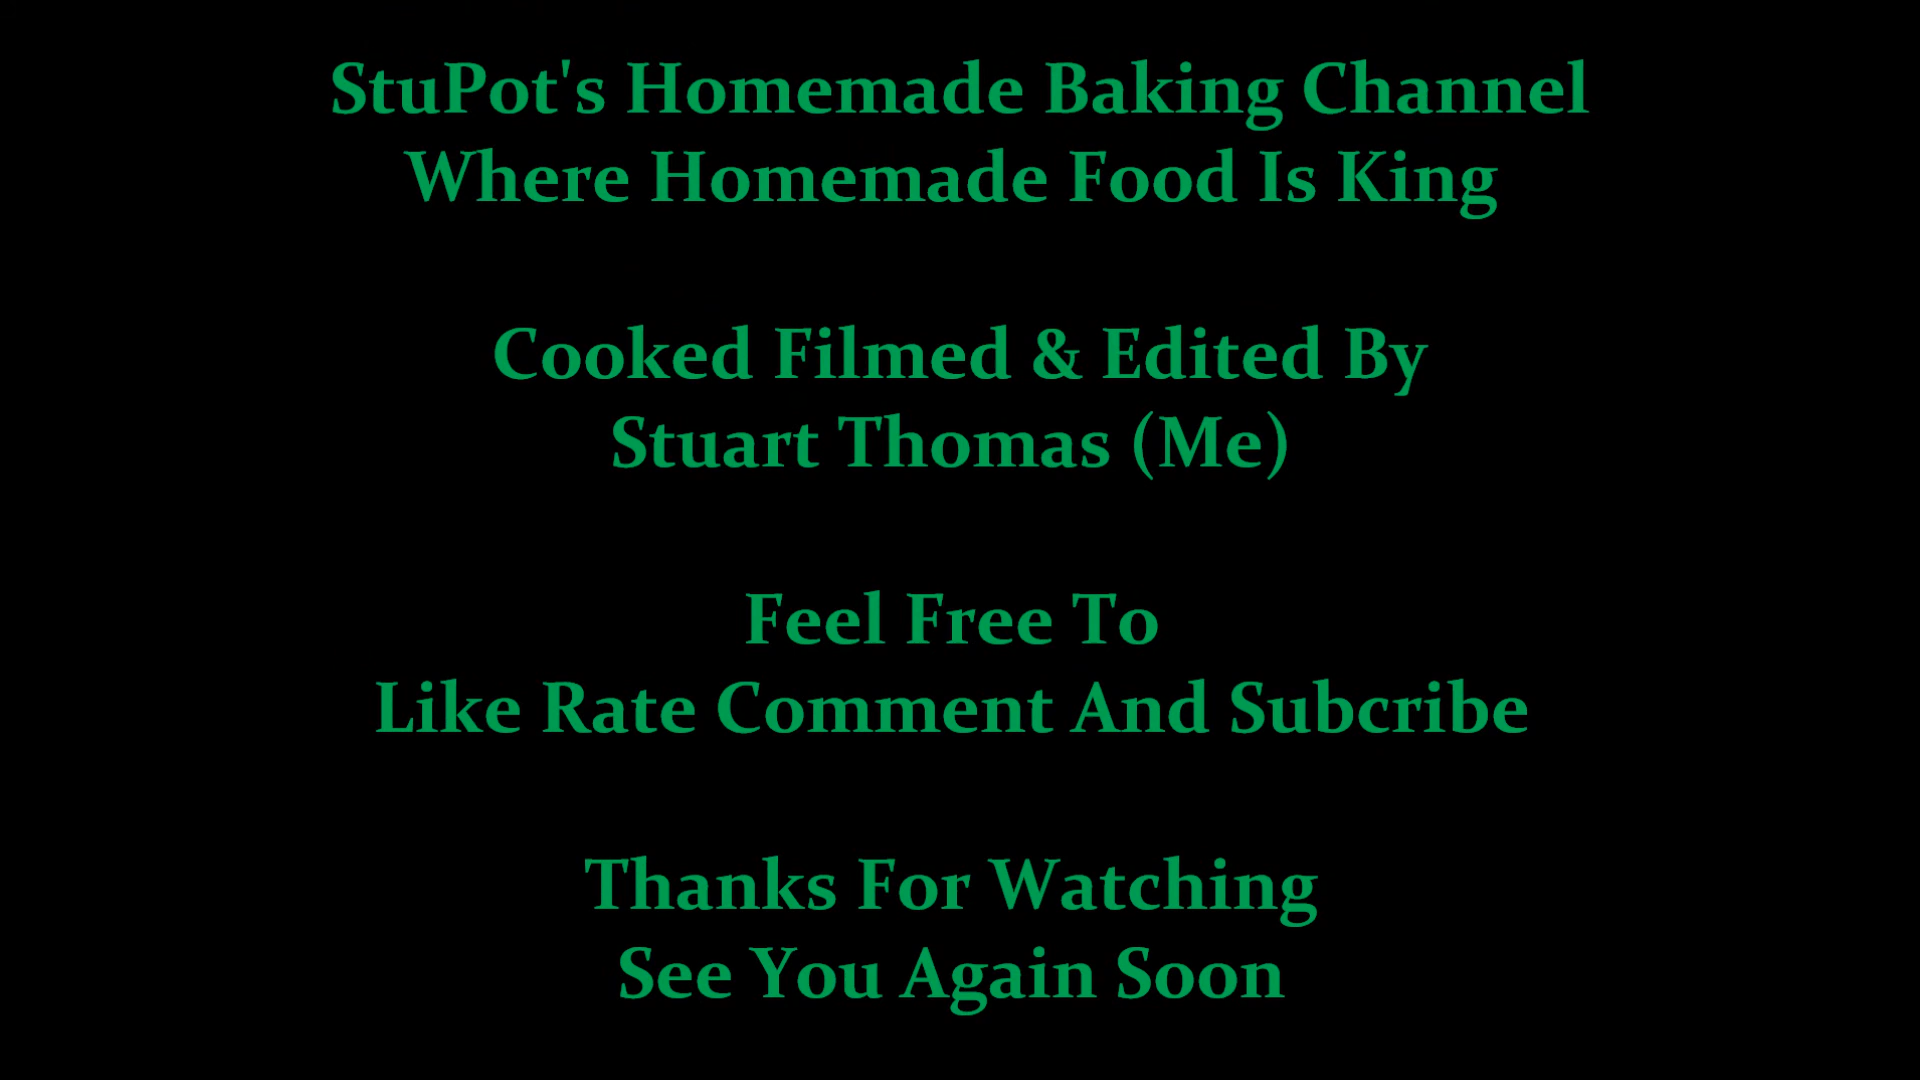 StuPot's Homemade Baking Channel
Where Homemade Food Is King
Cooked Filmed & Edited By
Stuart Thomas (Me)
Feel Free To
Like Rate Comment And Subcribe
Thanks For Watching
See You Again Soon